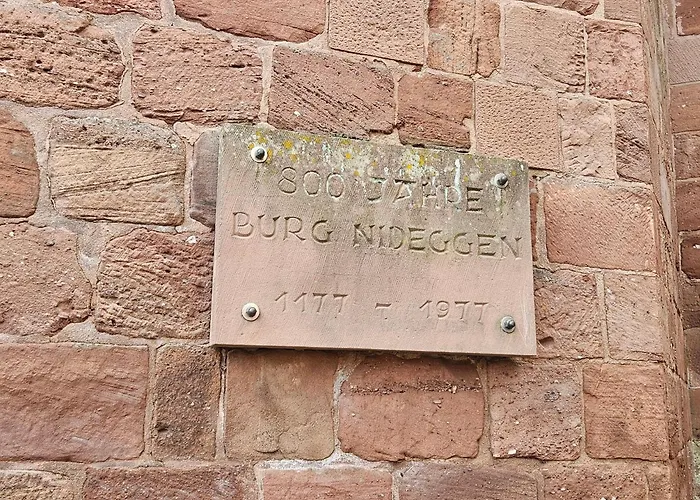 800 JAHRE
BURG NIDEGGEN
1177 - 1977